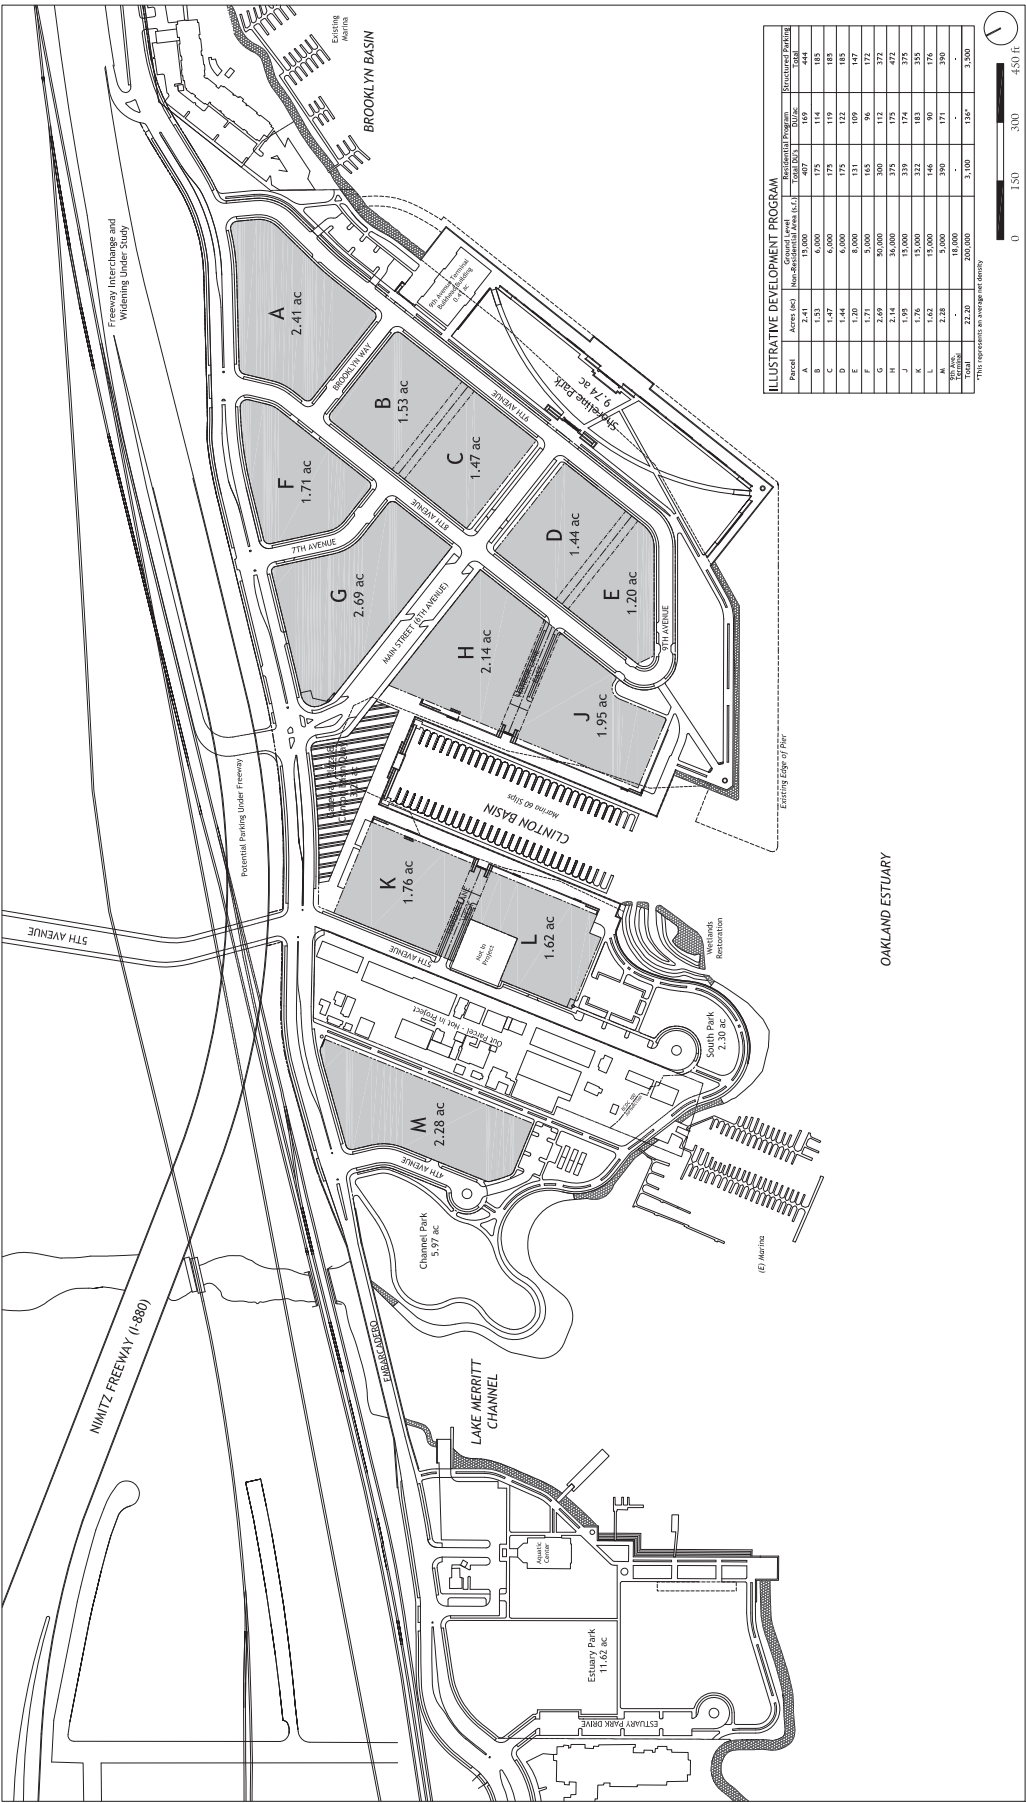 NIMITZ FREEWAY (I-880)
5TH AVENUE
Freeway Interchange and
Widening Under Study
Potential Parking Under Freeway
EMBARCADERO
Existing
Marina
BROOKLYN BASIN
A
2.41 ac
F
1.71 ac
7TH AVENUE
G
2.69 ac
BROOKLYN WAY
B
1.53 ac
C
1.47 ac
8TH AVENUE
9TH AVENUE
MAIN STREET (6TH AVENUE)
H
2.14 ac
J
1.95 ac
D
1.44 ac
E
1.20 ac
9TH AVENUE
9th Avenue Terminal
Bulkhead Building
Shoreline Park
9.74 ac
Existing Edge of Pier
CLINTON BASIN
Marina 60 Slips
K
1.76 ac
L
1.62 ac
Not In
Project
5TH AVENUE
Out Parcel - Not In Project
M
2.28 ac
4TH AVENUE
Channel Park
5.97 ac
South Park
2.30 ac
Wetlands
Restoration
(E) Marina
OAKLAND ESTUARY
LAKE MERRITT
CHANNEL
Aquatic
Center
Estuary Park
11.62 ac
ESTUARY PARK DRIVE
ILLUSTRATIVE DEVELOPMENT PROGRAM
Parcel Acres (ac) Ground Level Non-Residential Area (s.f.) Residential Program Total DU's DU/ac Structured Parking Total
A 2.41 15,000 407 169 444
B 1.53 6,000 175 114 185
C 1.47 6,000 175 119 185
D 1.44 6,000 175 122 185
E 1.20 8,000 131 109 147
F 1.71 5,000 165 96 172
G 2.69 50,000 300 112 372
H 2.14 36,000 375 175 472
J 1.95 15,000 339 174 375
K 1.76 15,000 322 183 355
L 1.62 15,000 146 90 176
M 2.28 5,000 390 171 390
9th Ave. Terminal - 18,000 - - -
Total 22.20 200,000 3,100 136* 3,500
*This represents an average net density
0 150 300 450 ft